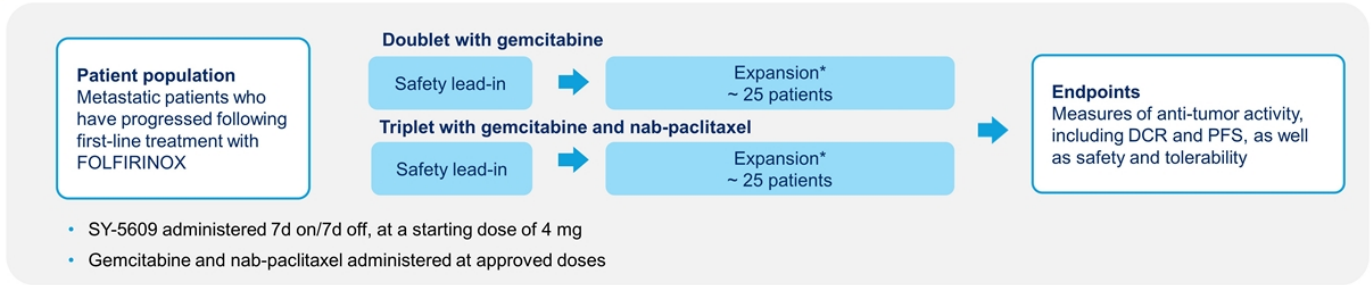 Patient population
Metastatic patients who
have progressed following
first-line treatment with
FOLFIRINOX
Doublet with gemcitabine
Safety lead-in
Expansion*
~ 25 patients
Triplet with gemcitabine and nab-paclitaxel
Safety lead-in
Expansion*
~ 25 patients
Endpoints
Measures of anti-tumor activity,
including DCR and PFS, as well
as safety and tolerability
• SY-5609 administered 7d on/7d off, at a starting dose of 4 mg
• Gemcitabine and nab-paclitaxel administered at approved doses